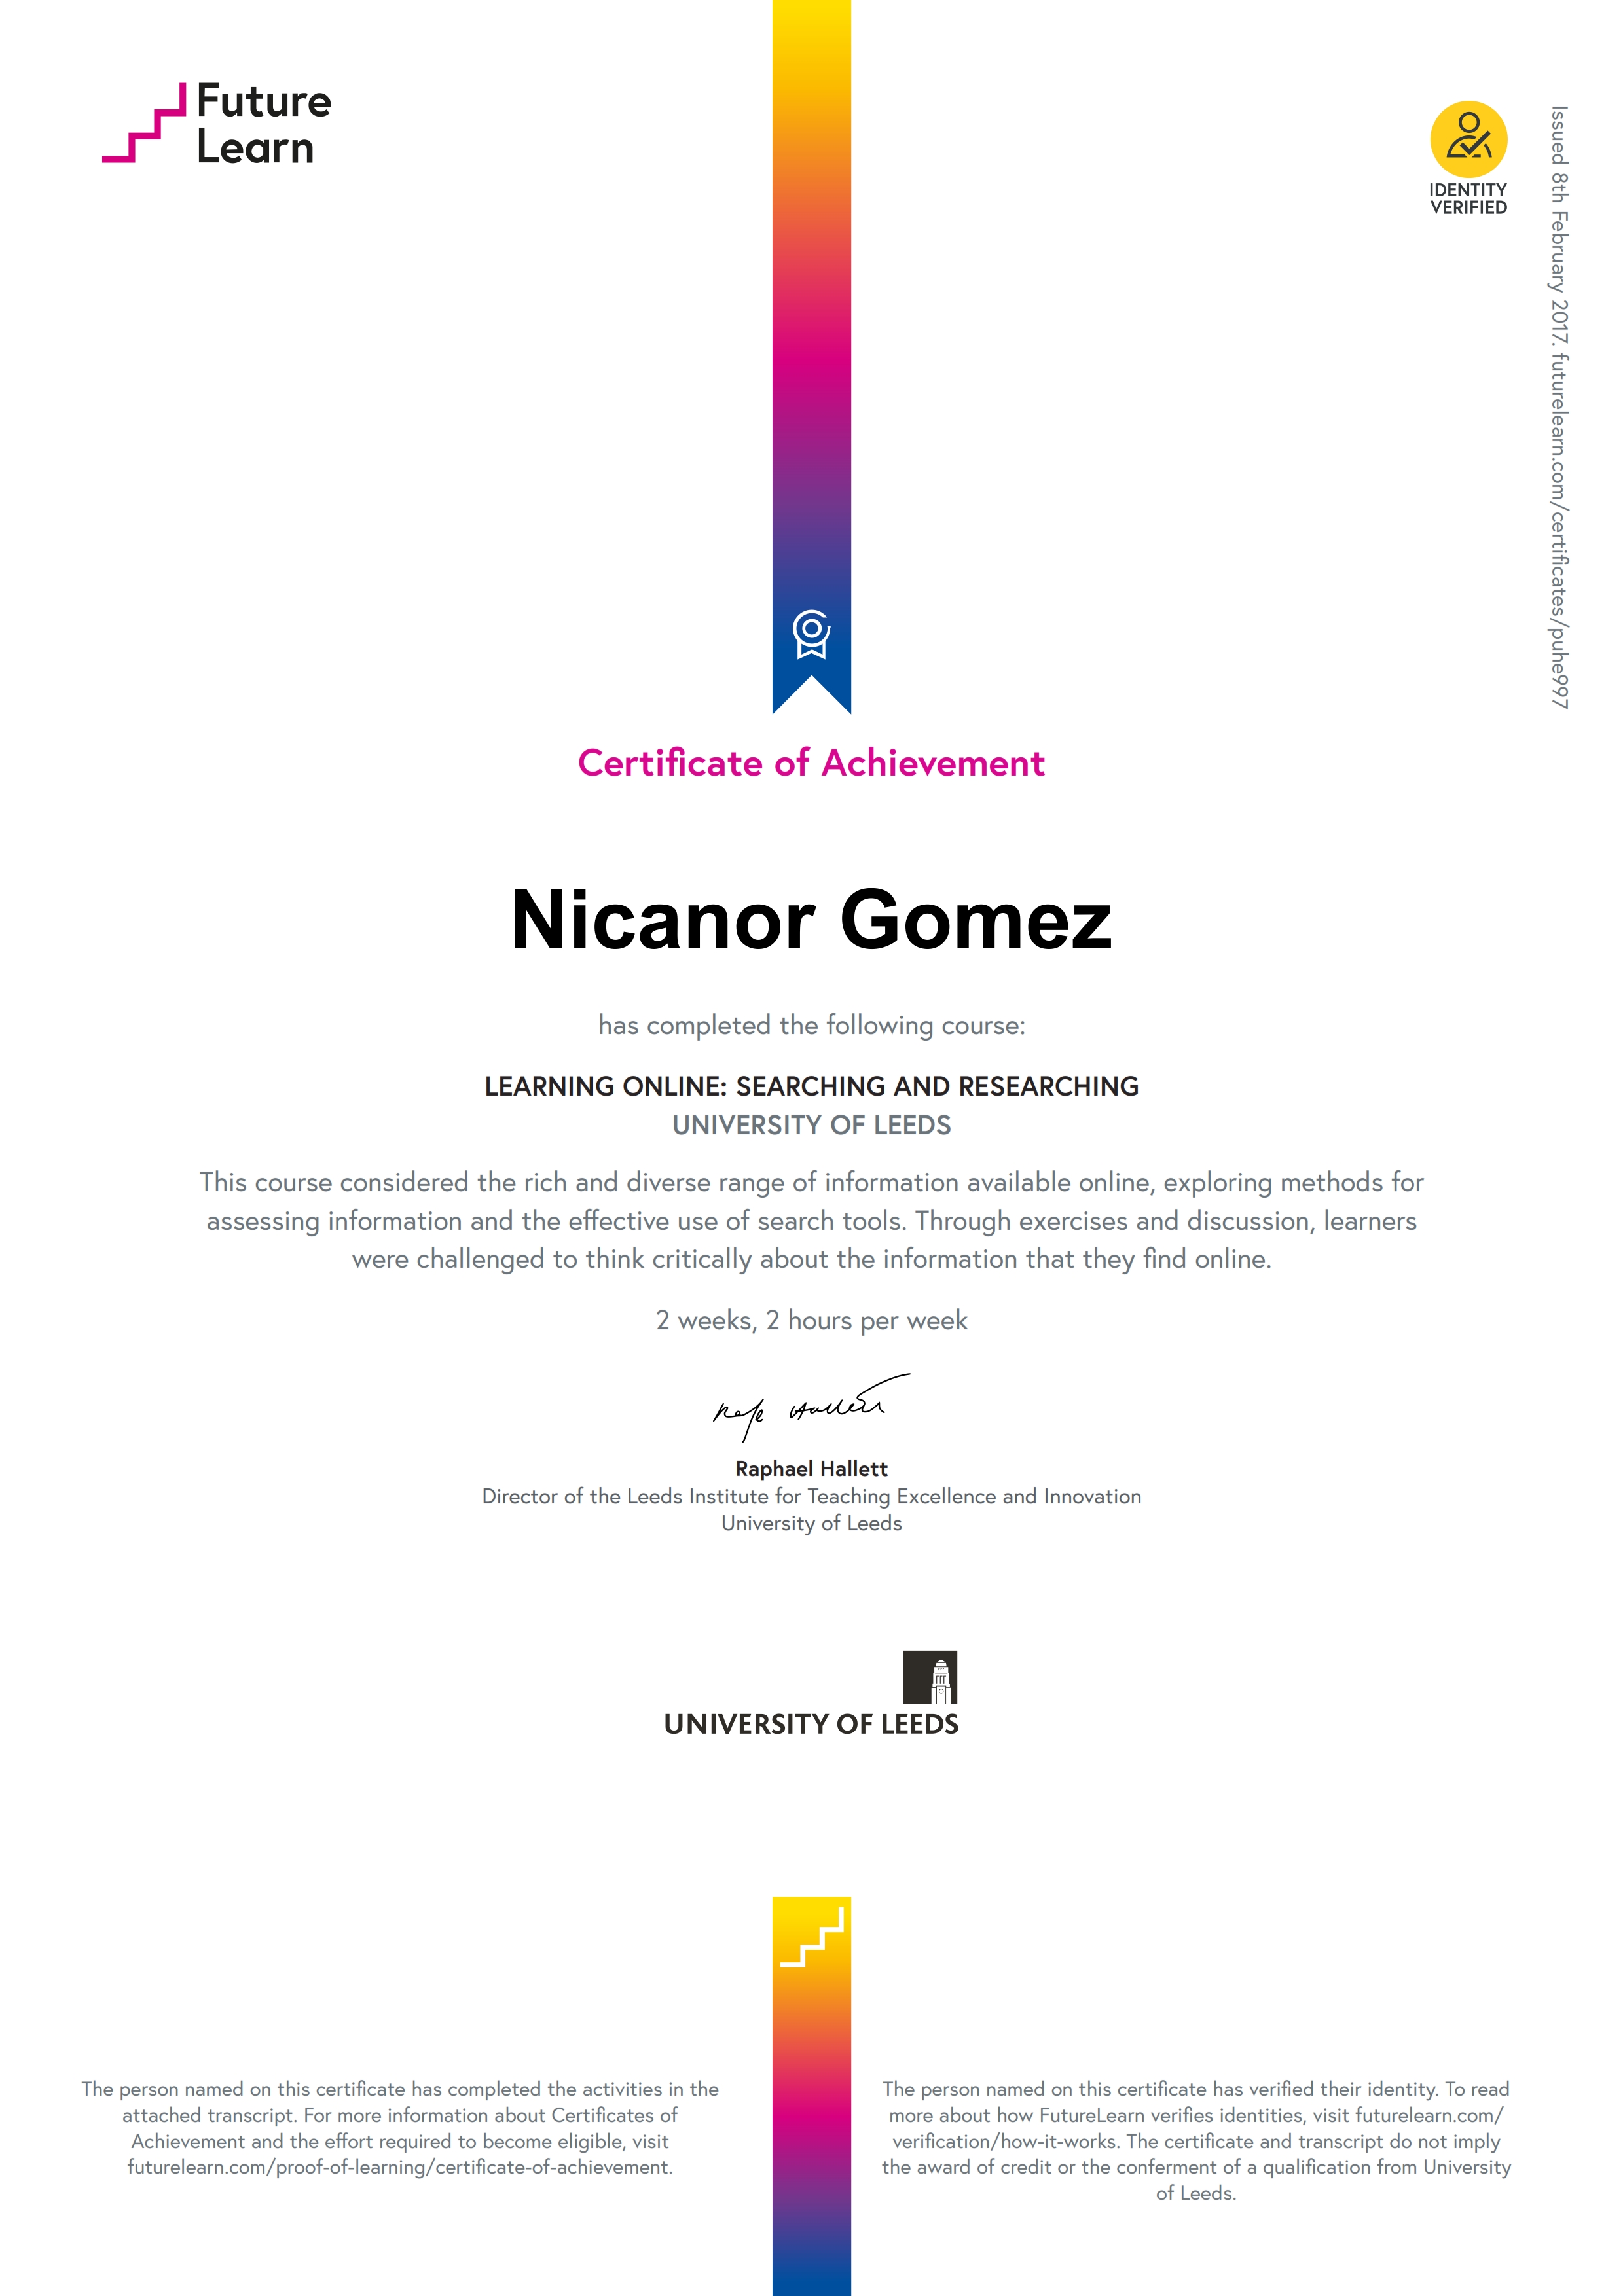 Future
Learn
IDENTITY
VERIFIED
Issued 8th February 2017. futurelearn.com/certificates/puhe997
Certificate of Achievement
Nicanor Gomez
has completed the following course:
LEARNING ONLINE: SEARCHING AND RESEARCHING
UNIVERSITY OF LEEDS
This course considered the rich and diverse range of information available online, exploring methods for
assessing information and the effective use of search tools. Through exercises and discussion, learners
were challenged to think critically about the information that they find online.
2 weeks, 2 hours per week
Rafe Hallett
Raphael Hallett
Director of the Leeds Institute for Teaching Excellence and Innovation
University of Leeds
UNIVERSITY OF LEEDS
The person named on this certificate has completed the activities in the
attached transcript. For more information about Certificates of
Achievement and the effort required to become eligible, visit
futurelearn.com/proof-of-learning/certificate-of-achievement.
The person named on this certificate has verified their identity. To read
more about how FutureLearn verifies identities, visit futurelearn.com/
verification/how-it-works. The certificate and transcript do not imply
the award of credit or the conferment of a qualification from University
of Leeds.